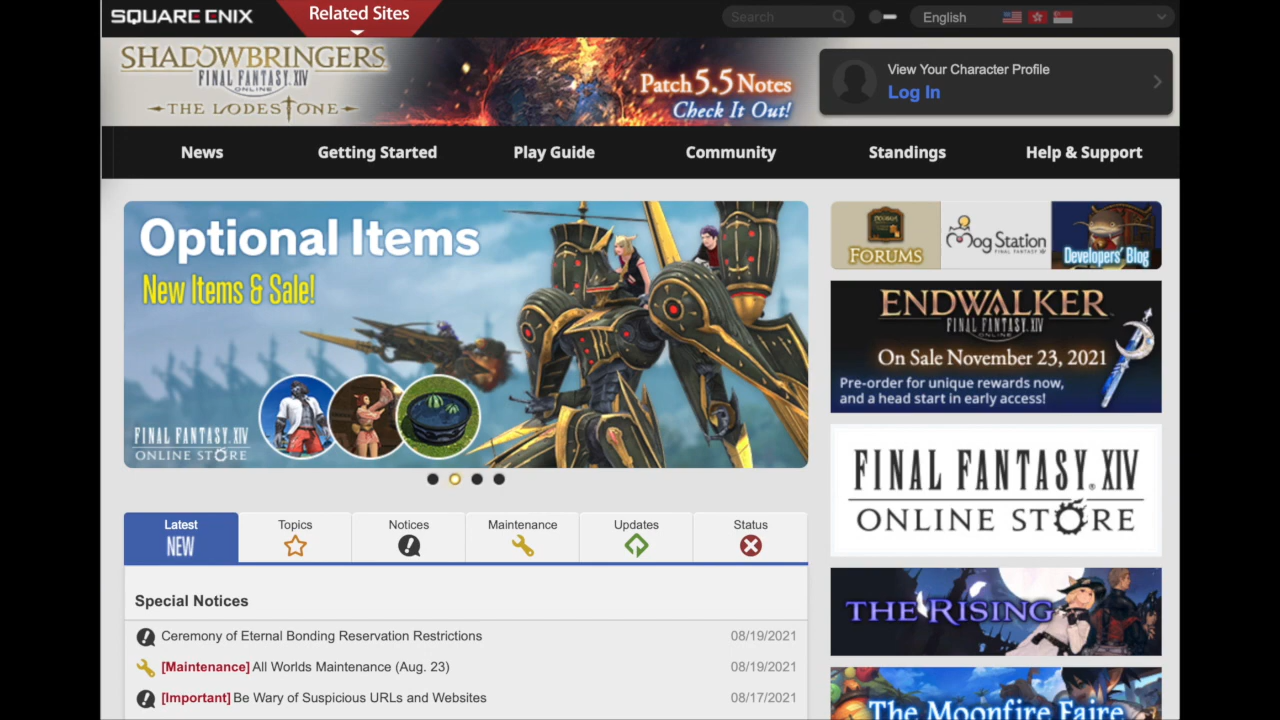 SQUARE ENIX
Related Sites
Search
English
SHADOWBRINGERS
FINAL FANTASY XIV
ONLINE
THE LODESTONE
Patch 5.5 Notes
Check It Out!
View Your Character Profile
Log In
News
Getting Started
Play Guide
Community
Standings
Help & Support
Optional Items
New Items & Sale!
FINAL FANTASY XIV
ONLINE STORE
FORUMS
Mog Station
FINAL FANTASY XIV
Developers' Blog
ENDWALKER
FINAL FANTASY XIV
ONLINE
On Sale November 23, 2021
Pre-order for unique rewards now,
and a head start in early access!
FINAL FANTASY® XIV
ONLINE STORE
THE RISING
The Moonfire Faire
Latest
NEW
Topics
Notices
Maintenance
Updates
Status
Special Notices
Ceremony of Eternal Bonding Reservation Restrictions 08/19/2021
[Maintenance] All Worlds Maintenance (Aug. 23) 08/19/2021
[Important] Be Wary of Suspicious URLs and Websites 08/17/2021